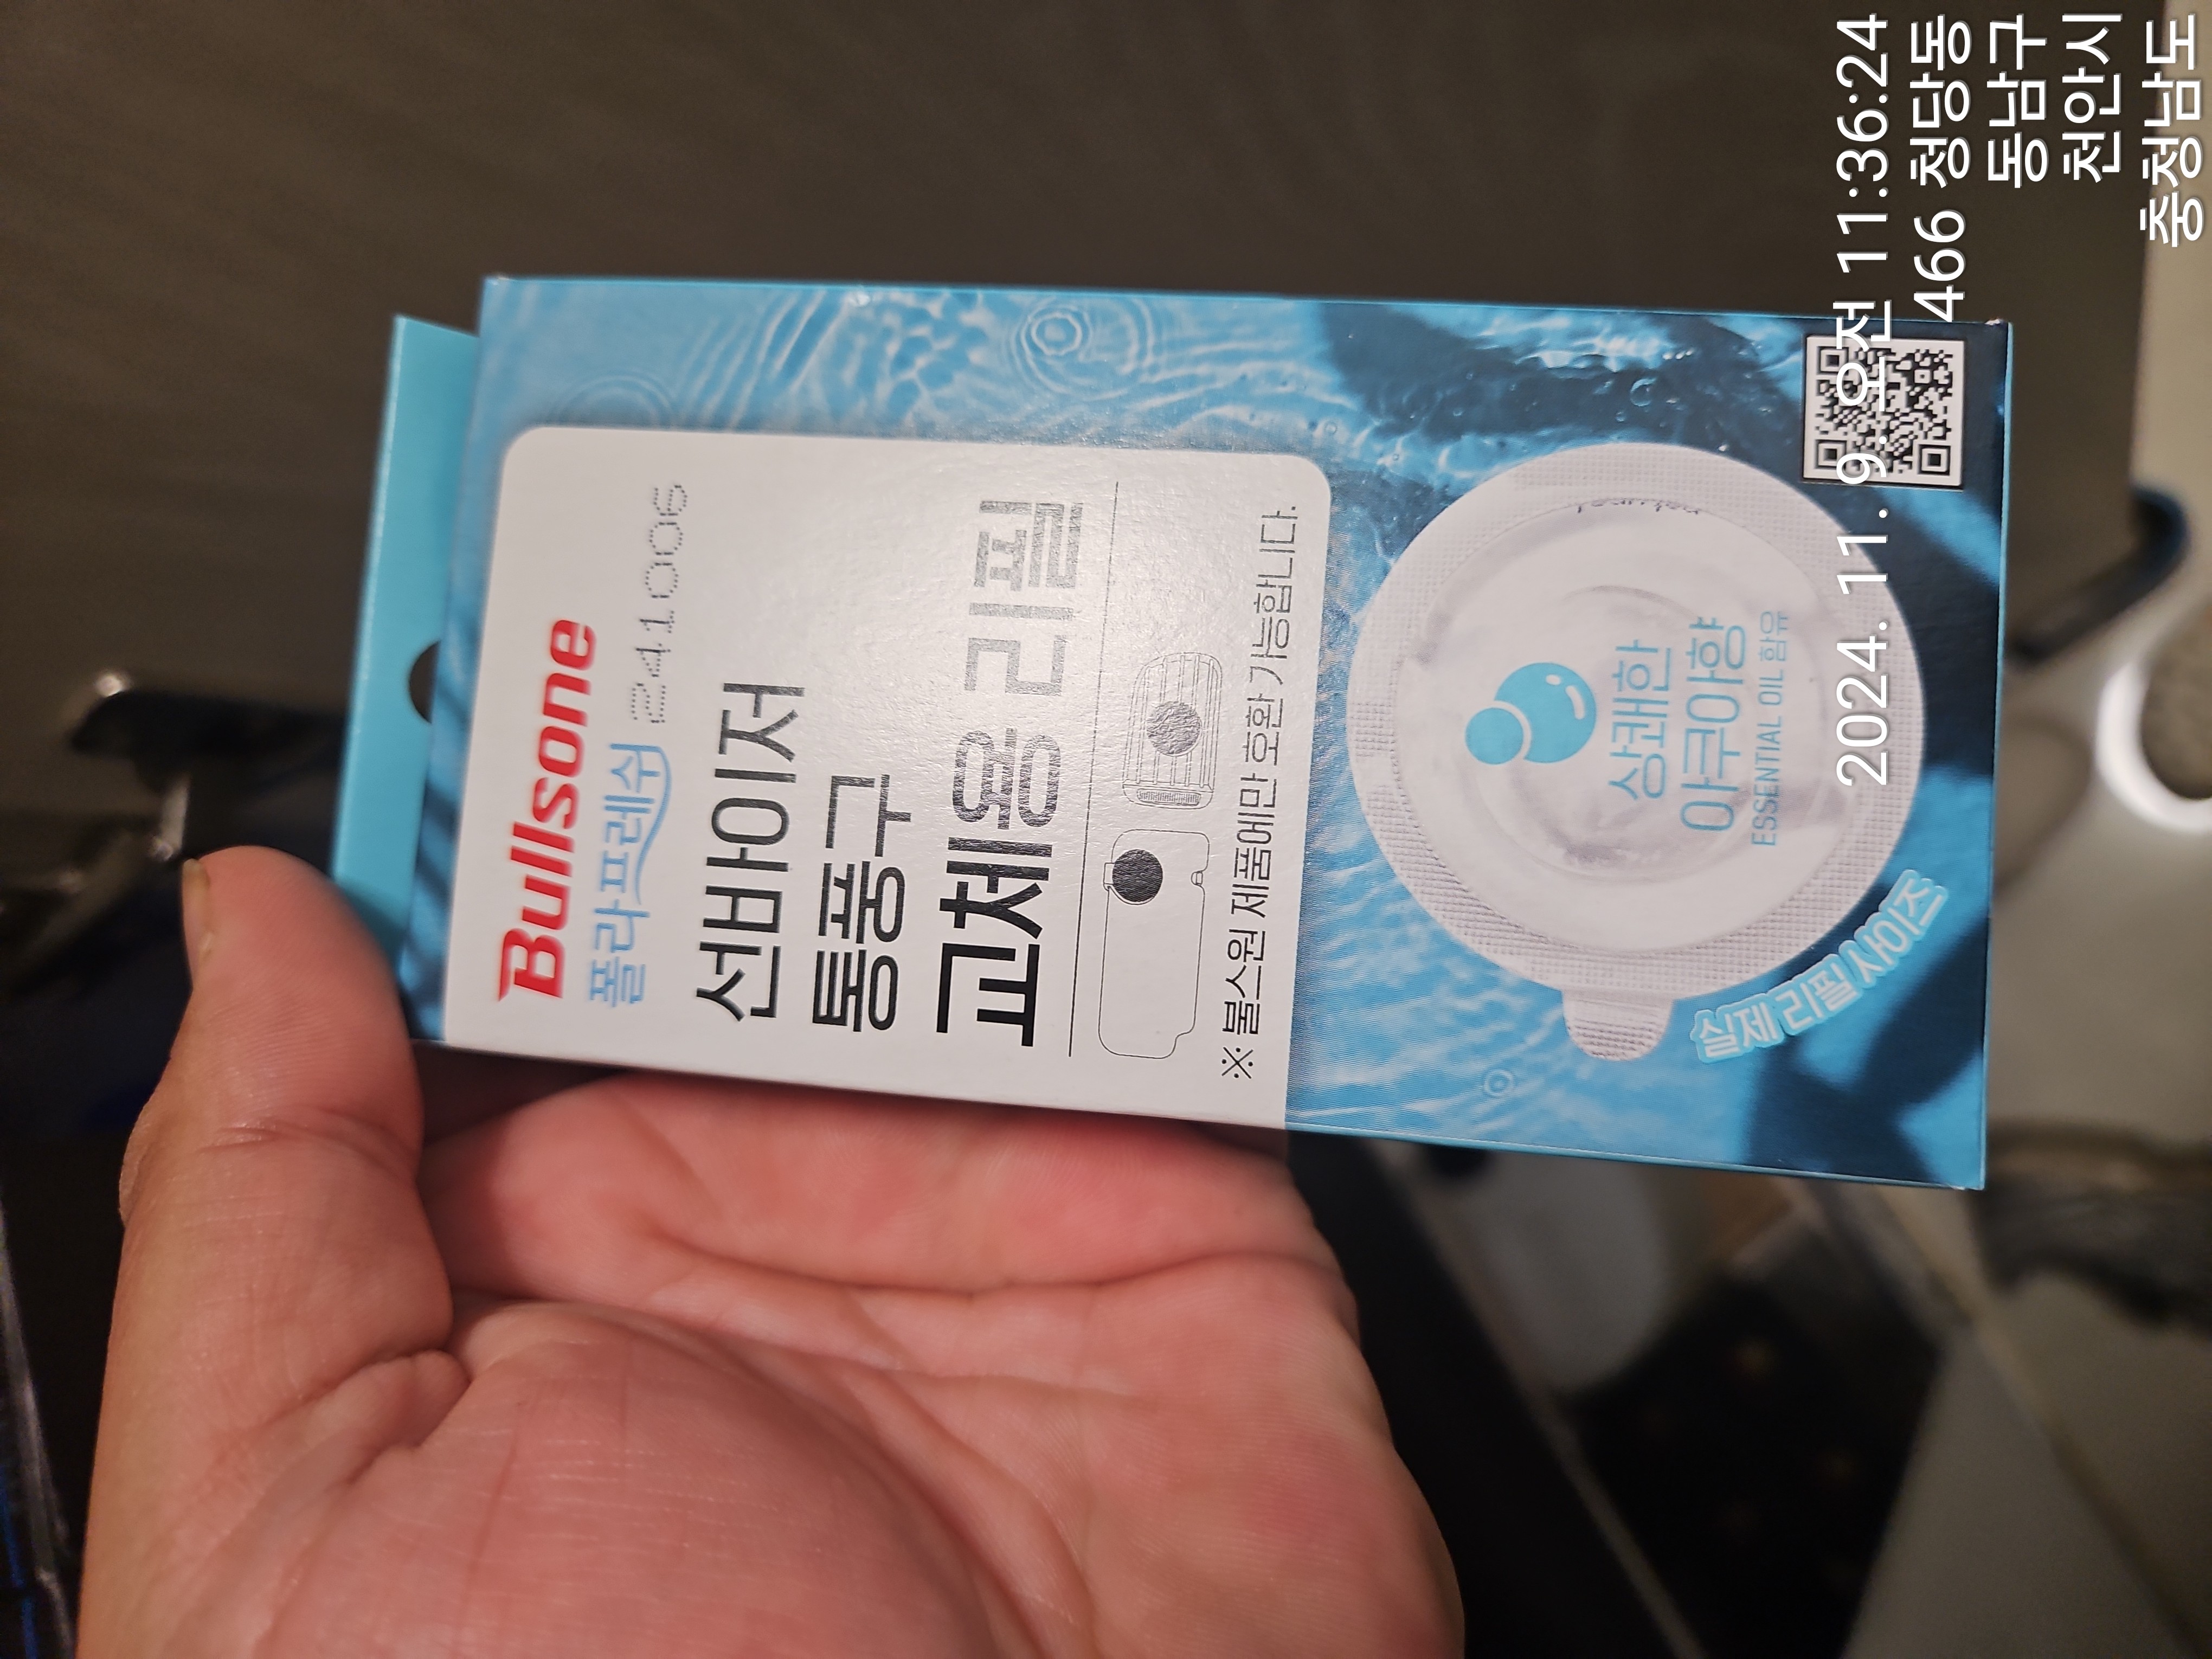 2024. 11. 9. 오전 11:36:24
466 청당동
동남구
천안시
충청남도
Bullsone
폴라프레쉬
241006
선바이저
통풍구
교체용 리필
※ 불스원 제품에만 호환 가능합니다.
상쾌한
아쿠아향
ESSENTIAL OIL 함유
실제 리필 사이즈